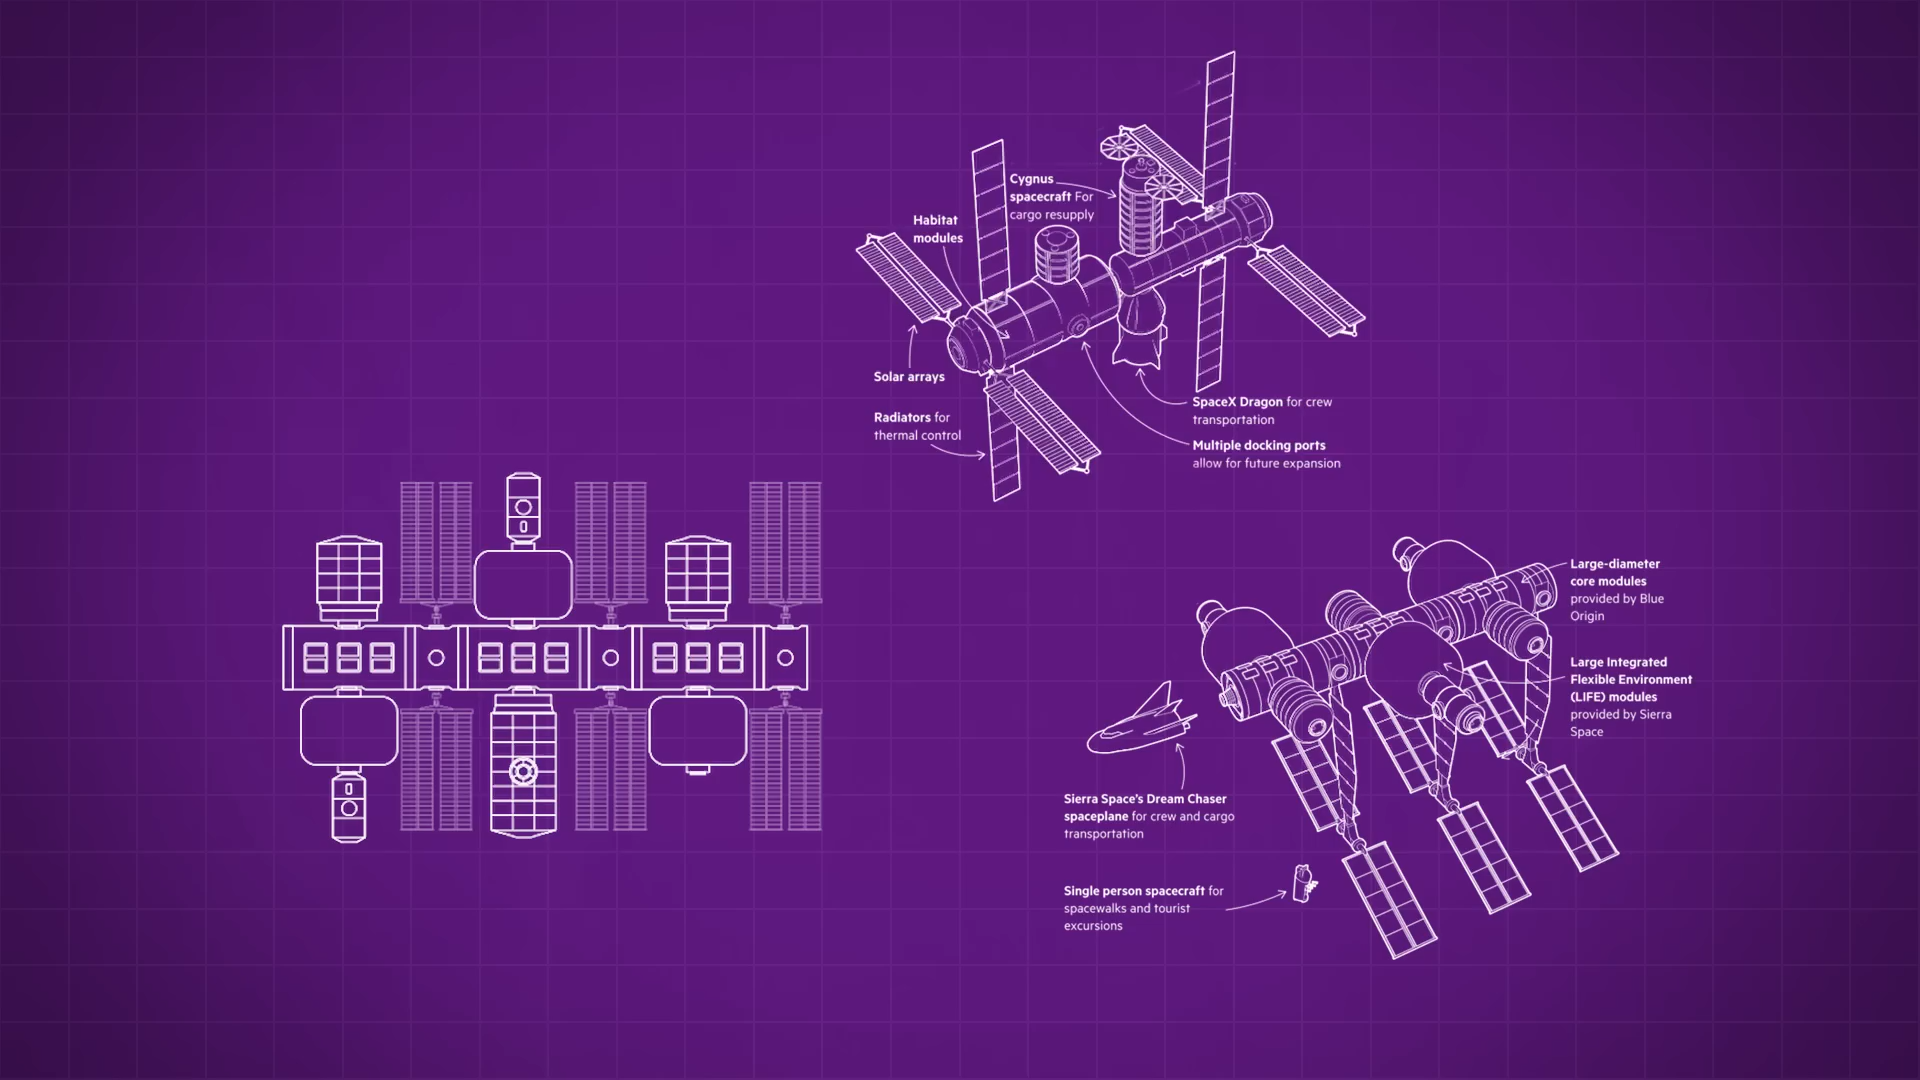 Cygnus
spacecraft For
cargo resupply
Habitat
modules
Solar arrays
Radiators for
thermal control
SpaceX Dragon for crew
transportation
Multiple docking ports
allow for future expansion
Large-diameter
core modules
provided by Blue
Origin
Large Integrated
Flexible Environment
(LIFE) modules
provided by Sierra
Space
Sierra Space's Dream Chaser
spaceplane for crew and cargo
transportation
Single person spacecraft for
spacewalks and tourist
excursions